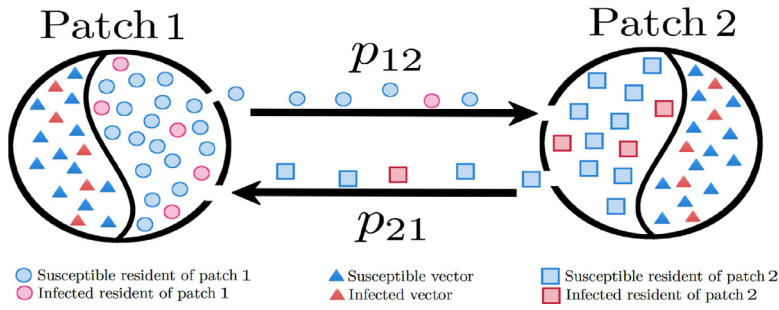 Patch 1
Patch 2
p12
p21
Susceptible resident of patch 1
Infected resident of patch 1
Susceptible vector
Infected vector
Susceptible resident of patch 2
Infected resident of patch 2